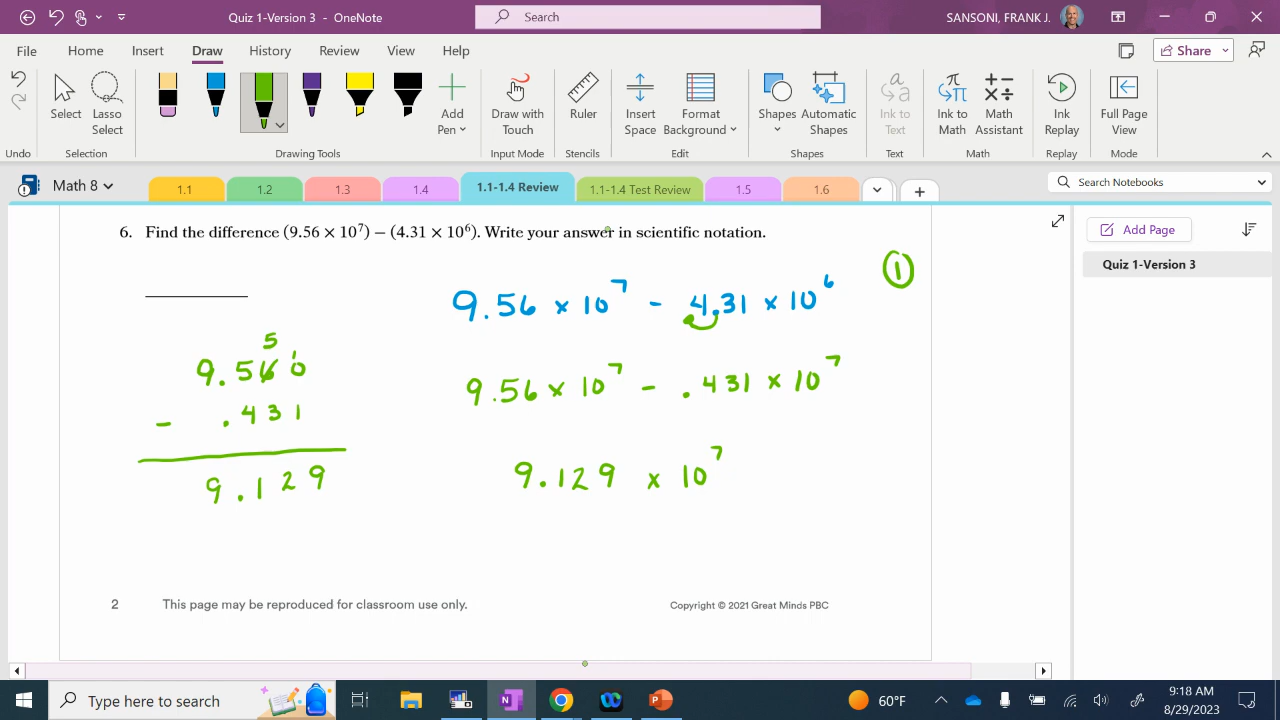 Quiz 1-Version 3 - OneNote
Search
SANSONI, FRANK J.
File Home Insert Draw History Review View Help
Share
Select
Lasso Select
Add Pen
Draw with Touch
Ruler
Insert Space
Format Background
Shapes
Automatic Shapes
Ink to Text
Ink to Math
Math Assistant
Ink Replay
Full Page View
Undo Selection Drawing Tools Input Mode Stencils Edit Shapes Text Math Replay Mode
Math 8
1.1 1.2 1.3 1.4 1.1-1.4 Review 1.1-1.4 Test Review 1.5 1.6
Search Notebooks
Add Page
Quiz 1-Version 3
6. Find the difference (9.56 × 10⁷) − (4.31 × 10⁶). Write your answer in scientific notation.
1
9.56 × 10⁷ - 4.31 × 10⁶
5
9.560 1
- .431
9.129
9.56 × 10⁷ - .431 × 10⁷
9.129 × 10⁷
2 This page may be reproduced for classroom use only. Copyright © 2021 Great Minds PBC
Type here to search
60°F
9:18 AM
8/29/2023